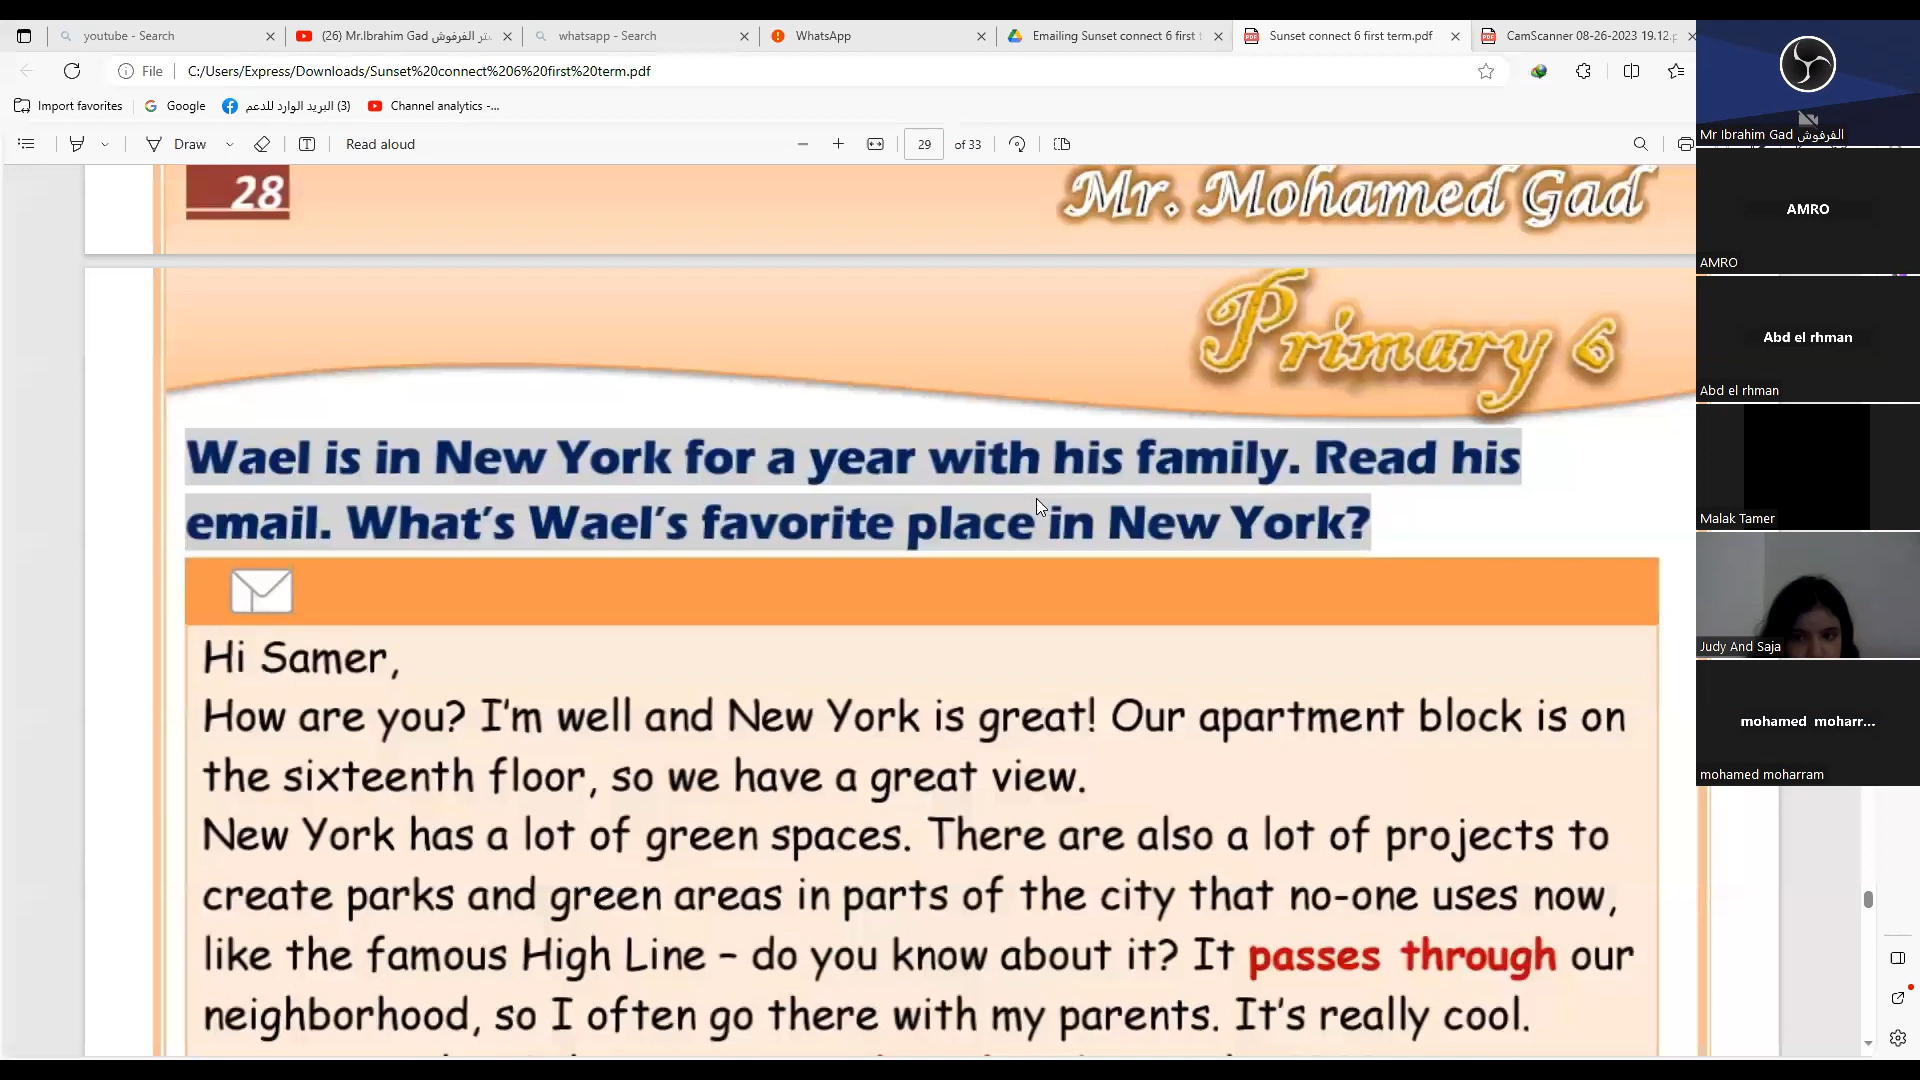 youtube - Search
(26) Mr.Ibrahim Gad
whatsapp - Search
WhatsApp
Emailing Sunset connect 6 first
Sunset connect 6 first term.pdf
CamScanner 08-26-2023 19.12.
File
C:/Users/Express/Downloads/Sunset%20connect%206%20first%20term.pdf
Import favorites
Google
(3) البريد الوارد للدعم
Channel analytics -...
Draw
Read aloud
29
of 33
28
Mr. Mohamed Gad
Primary 6
Wael is in New York for a year with his family. Read his
email. What's Wael's favorite place in New York?
Hi Samer,
How are you? I'm well and New York is great! Our apartment block is on
the sixteenth floor, so we have a great view.
New York has a lot of green spaces. There are also a lot of projects to
create parks and green areas in parts of the city that no-one uses now,
like the famous High Line – do you know about it? It passes through our
neighborhood, so I often go there with my parents. It's really cool.
Mr Ibrahim Gad الفرفوش
AMRO
AMRO
Abd el rhman
Abd el rhman
Malak Tamer
Judy And Saja
mohamed moharr...
mohamed moharram